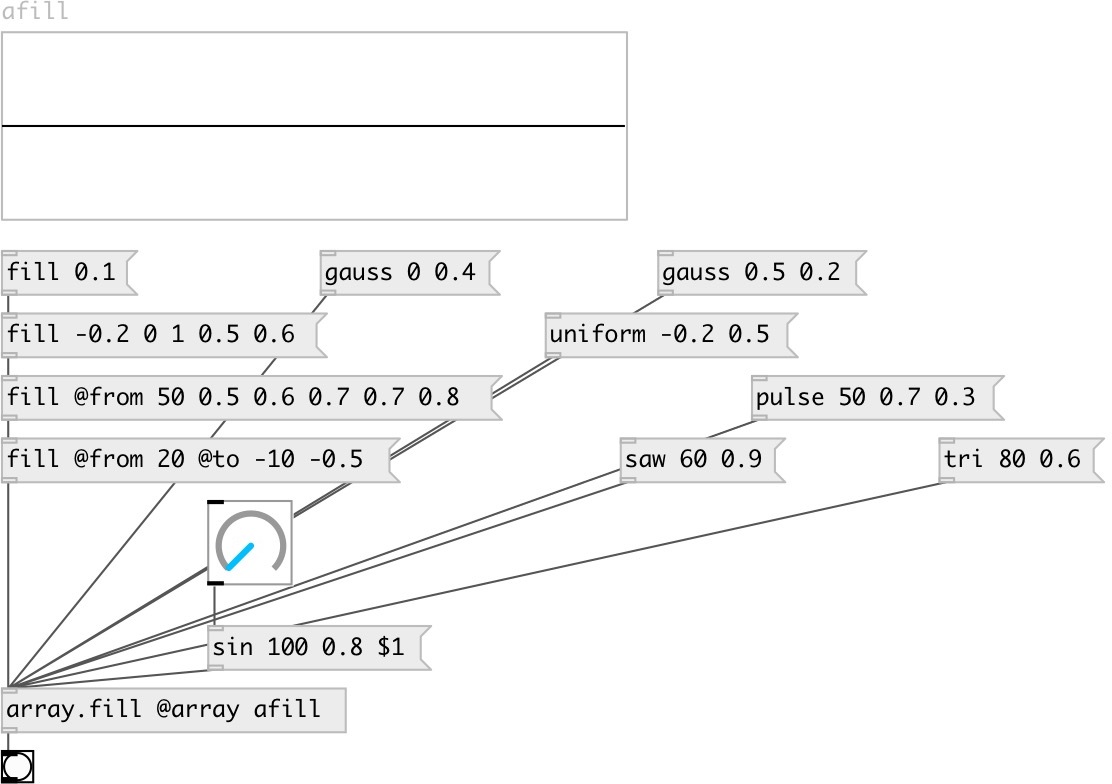 afill
fill 0.1
gauss 0 0.4
gauss 0.5 0.2
fill -0.2 0 1 0.5 0.6
uniform -0.2 0.5
fill @from 50 0.5 0.6 0.7 0.7 0.8
pulse 50 0.7 0.3
fill @from 20 @to -10 -0.5
saw 60 0.9
tri 80 0.6
sin 100 0.8 $1
array.fill @array afill